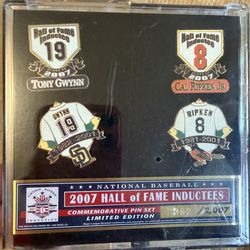 Hall of Fame
Inductee
19
2007
TONY GWYNN
Hall of Fame
Inductee
8
2007
CAL RIPKEN JR.
GWYNN
19
1982-2001
SD
RIPKEN
8
1981-2001
NATIONAL BASEBALL
2007 HALL of FAME INDUCTEES
COMMEMORATIVE PIN SET
LIMITED EDITION
/2007